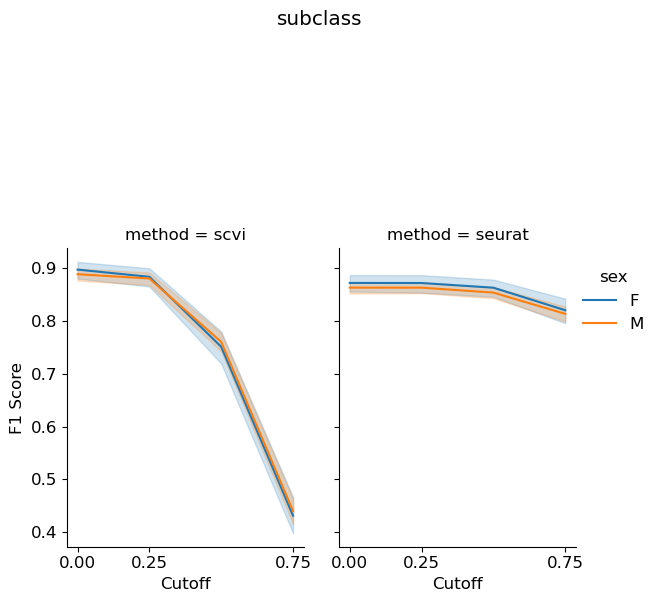 subclass
method = scvi
method = seurat
sex
F
M
F1 Score
0.9
0.8
0.7
0.6
0.5
0.4
0.00 0.25 0.75
0.00 0.25 0.75
Cutoff
Cutoff